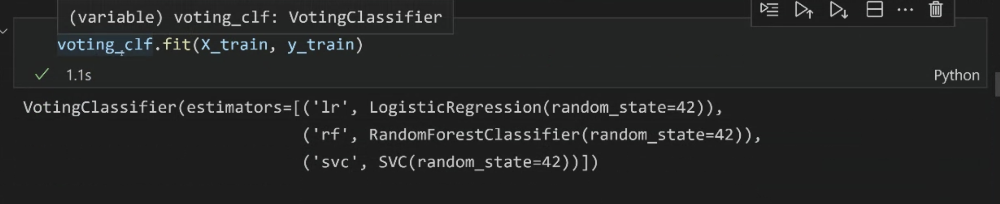 (variable) voting_clf: VotingClassifier
voting_clf.fit(X_train, y_train)
1.1s
Python
VotingClassifier(estimators=[('lr', LogisticRegression(random_state=42)),
('rf', RandomForestClassifier(random_state=42)),
('svc', SVC(random_state=42))])